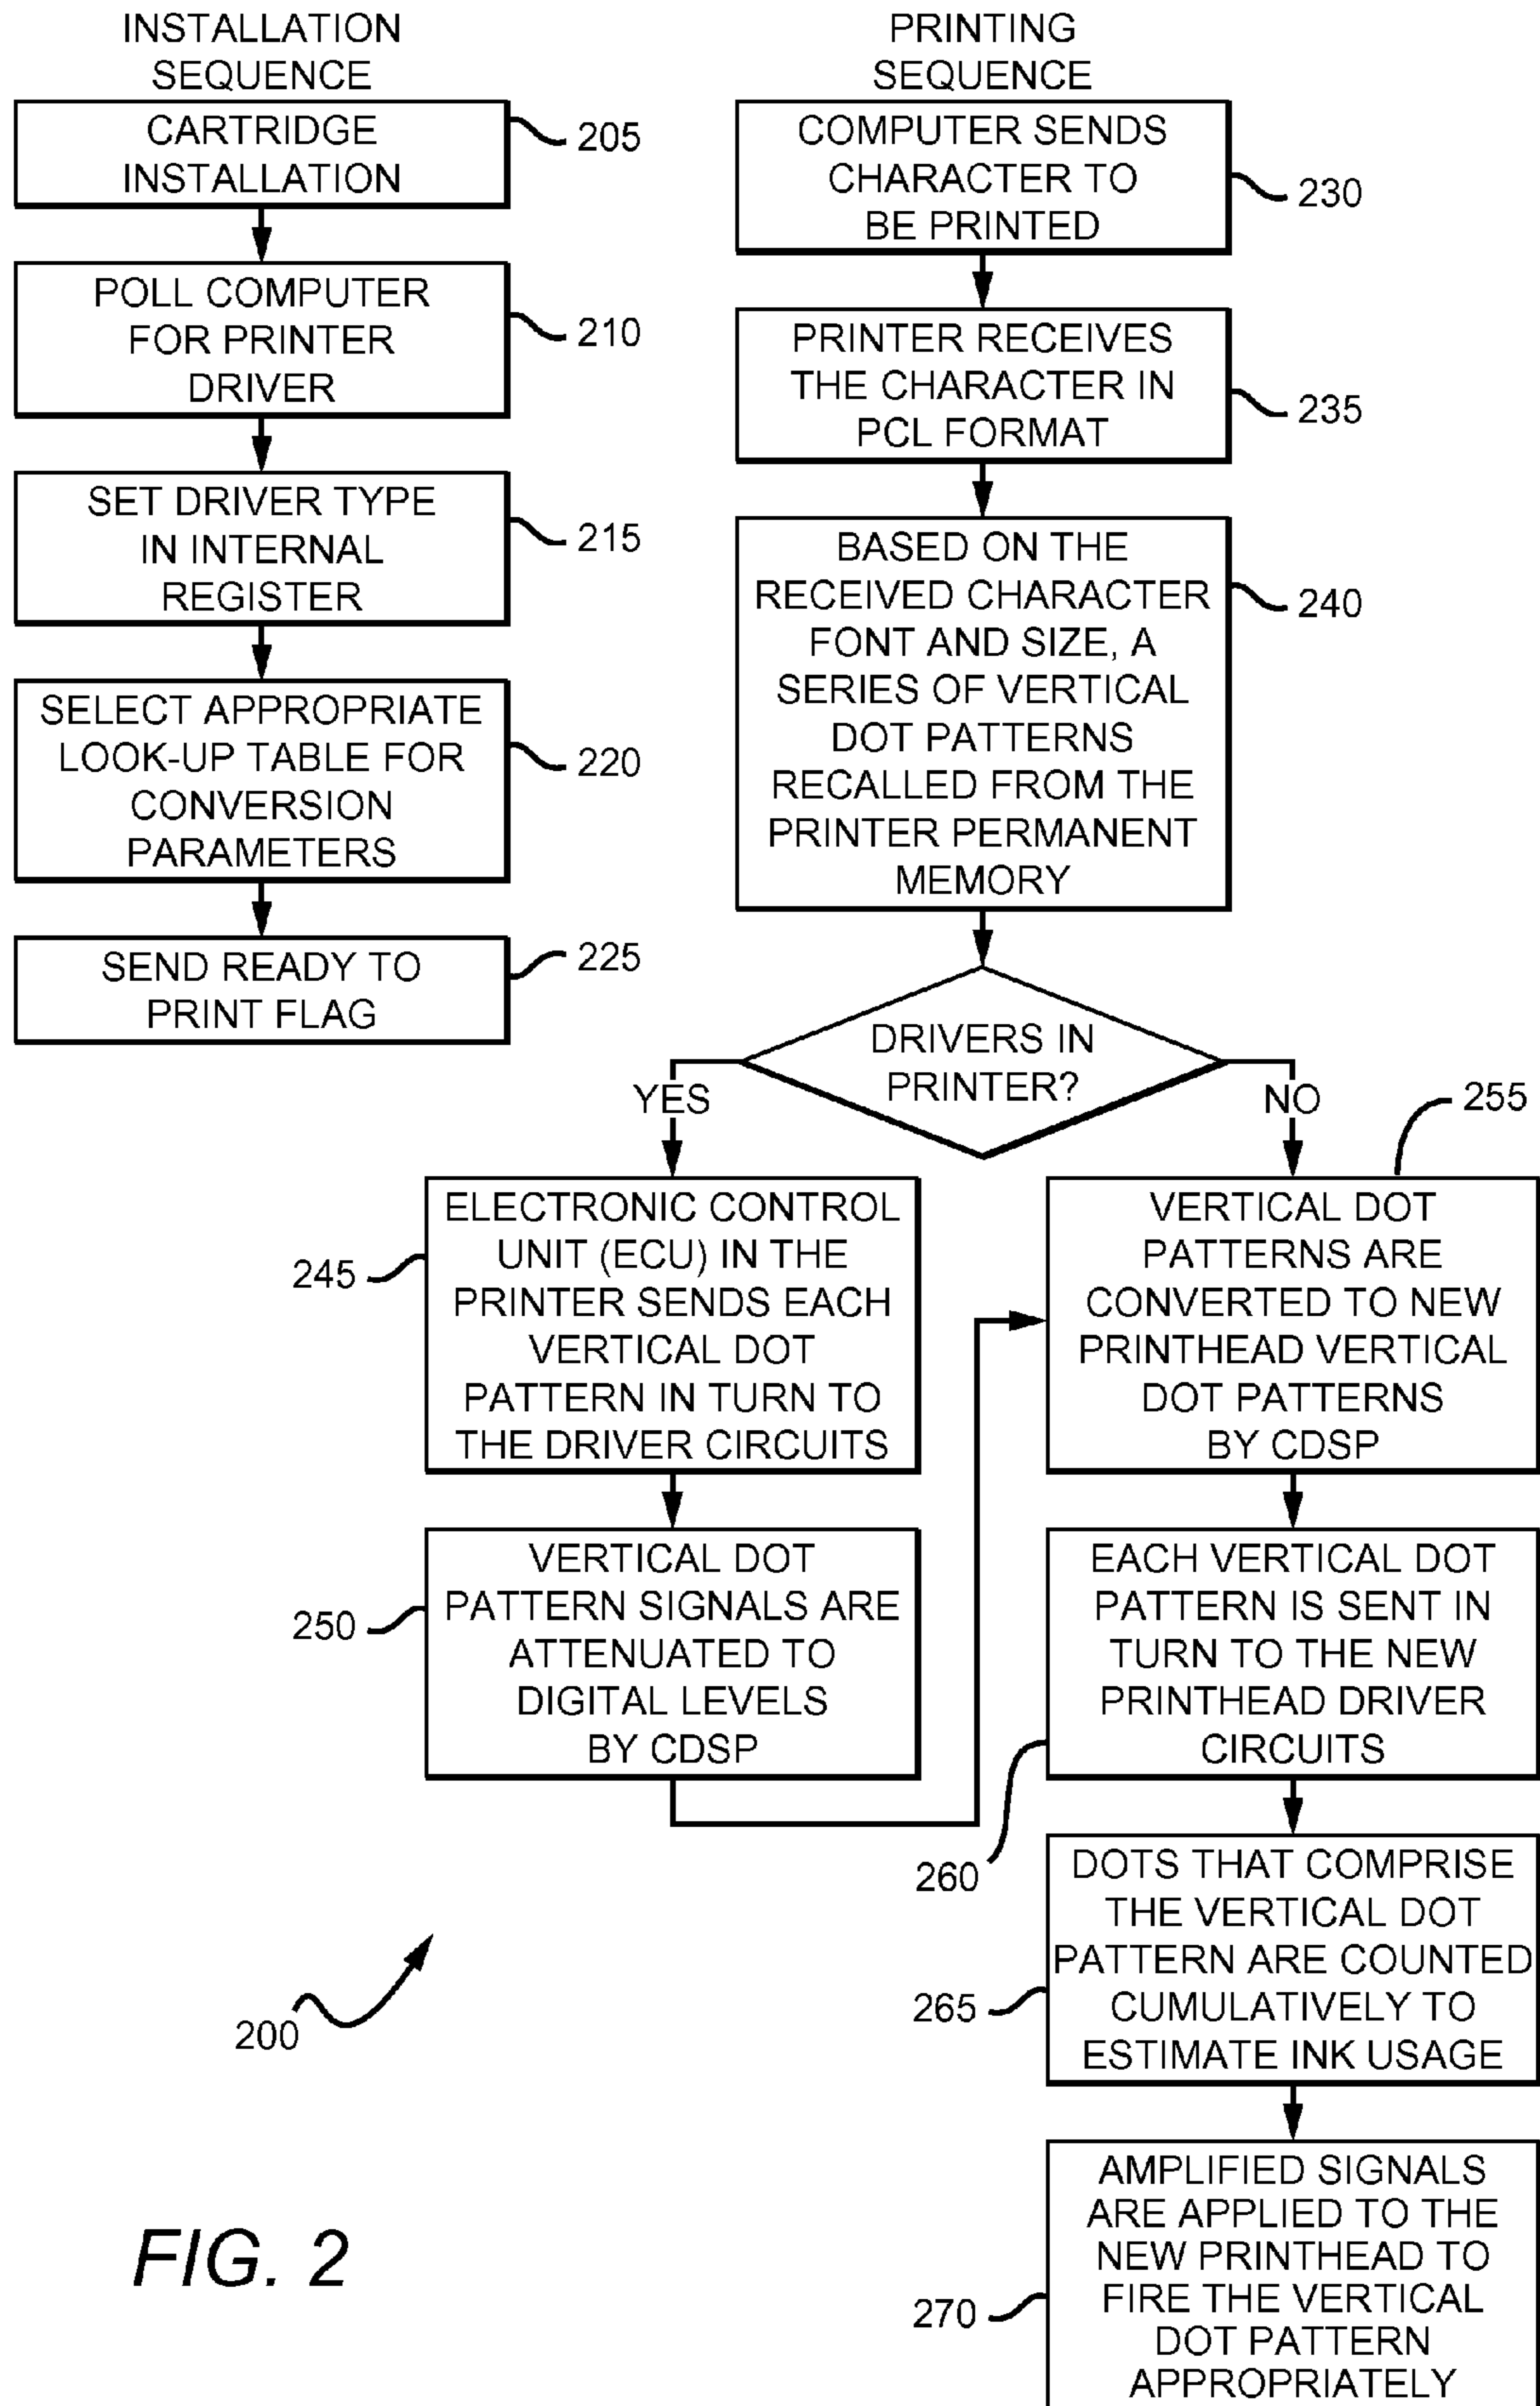 INSTALLATION
SEQUENCE
CARTRIDGE
INSTALLATION
205
POLL COMPUTER
FOR PRINTER
DRIVER
210
SET DRIVER TYPE
IN INTERNAL
REGISTER
215
SELECT APPROPRIATE
LOOK-UP TABLE FOR
CONVERSION
PARAMETERS
220
SEND READY TO
PRINT FLAG
225
PRINTING
SEQUENCE
COMPUTER SENDS
CHARACTER TO
BE PRINTED
230
PRINTER RECEIVES
THE CHARACTER IN
PCL FORMAT
235
BASED ON THE
RECEIVED CHARACTER
FONT AND SIZE, A
SERIES OF VERTICAL
DOT PATTERNS
RECALLED FROM THE
PRINTER PERMANENT
MEMORY
240
DRIVERS IN
PRINTER?
YES
NO
ELECTRONIC CONTROL
UNIT (ECU) IN THE
PRINTER SENDS EACH
VERTICAL DOT
PATTERN IN TURN TO
THE DRIVER CIRCUITS
245
VERTICAL DOT
PATTERN SIGNALS ARE
ATTENUATED TO
DIGITAL LEVELS
BY CDSP
250
255
VERTICAL DOT
PATTERNS ARE
CONVERTED TO NEW
PRINTHEAD VERTICAL
DOT PATTERNS
BY CDSP
EACH VERTICAL DOT
PATTERN IS SENT IN
TURN TO THE NEW
PRINTHEAD DRIVER
CIRCUITS
260
DOTS THAT COMPRISE
THE VERTICAL DOT
PATTERN ARE COUNTED
CUMULATIVELY TO
ESTIMATE INK USAGE
265
AMPLIFIED SIGNALS
ARE APPLIED TO THE
NEW PRINTHEAD TO
FIRE THE VERTICAL
DOT PATTERN
APPROPRIATELY
270
200
FIG. 2